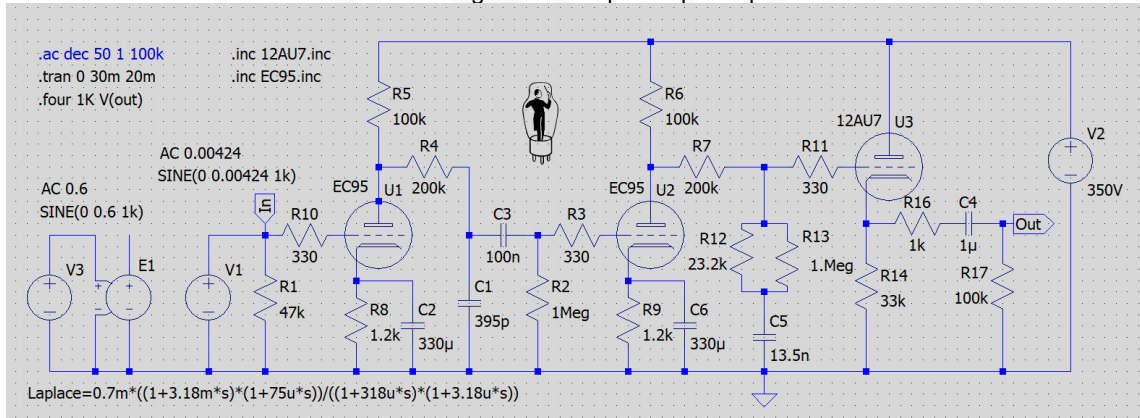 .ac dec 50 1 100k
.tran 0 30m 20m
.four 1K V(out)
.inc 12AU7.inc
.inc EC95.inc
R5
100k
R4
200k
AC 0.00424
SINE(0 0.00424 1k)
AC 0.6
SINE(0 0.6 1k)
In
R10
330
EC95
U1
C3
100n
R3
330
R6
100k
R7
200k
EC95
U2
R11
330
12AU7
U3
V2
350V
V3
E1
V1
R1
47k
R8
1.2k
C2
330µ
C1
395p
R2
1Meg
R9
1.2k
C6
330µ
R12
23.2k
R13
1.Meg
C5
13.5n
R16
1k
C4
1µ
Out
R14
33k
R17
100k
Laplace=0.7m*((1+3.18m*s)*(1+75u*s))/((1+318u*s)*(1+3.18u*s))